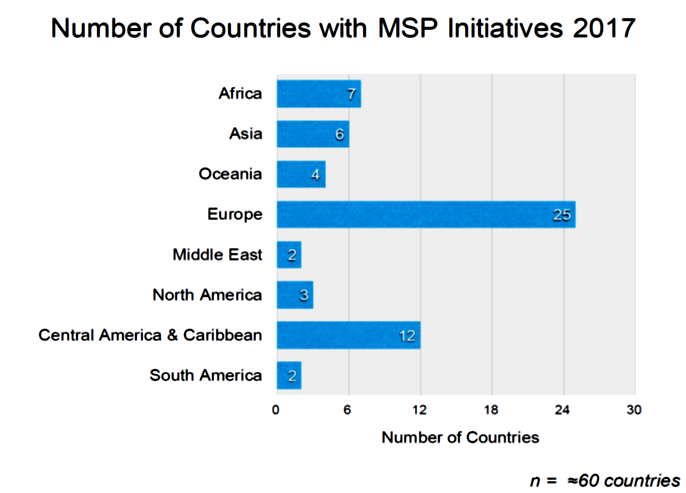 Number of Countries with MSP Initiatives 2017
Africa 7
Asia 6
Oceania 4
Europe 25
Middle East 2
North America 3
Central America & Caribbean 12
South America 2
0 6 12 18 24 30
Number of Countries
n = ≈60 countries